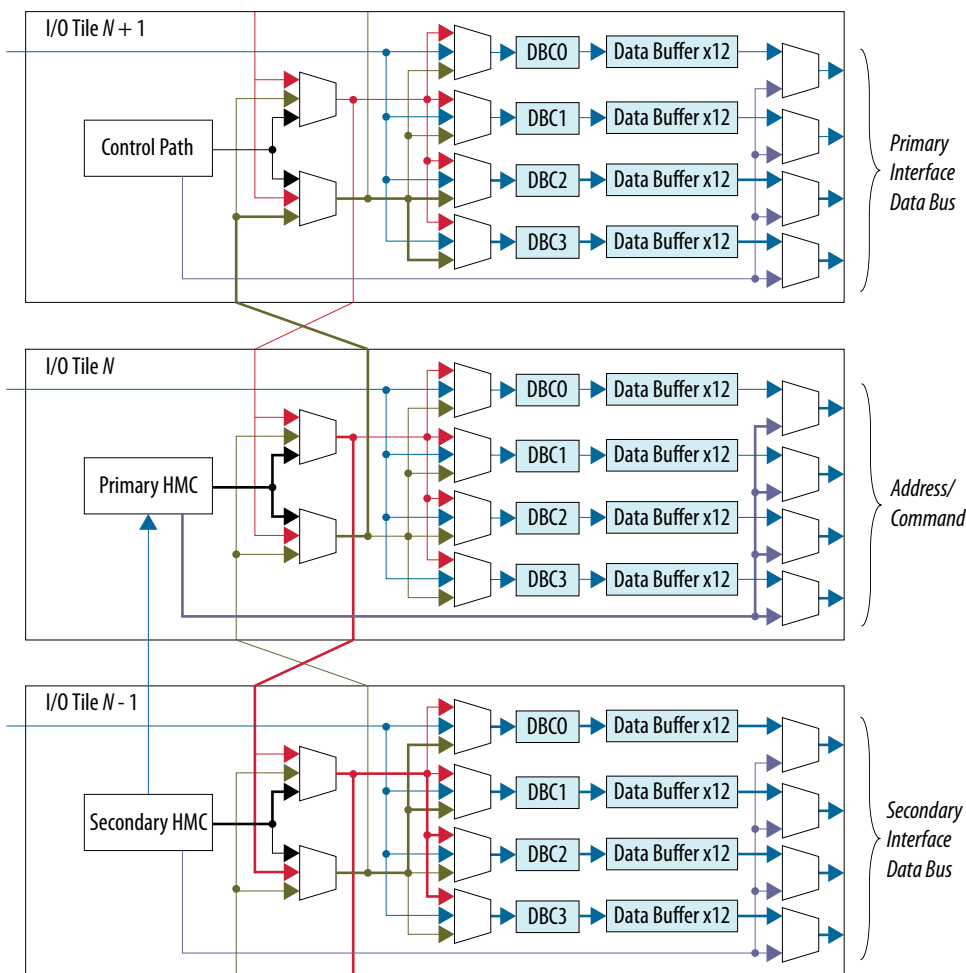 I/O Tile N + 1
DBC0
Data Buffer x12
DBC1
Data Buffer x12
Control Path
DBC2
Data Buffer x12
DBC3
Data Buffer x12
Primary
Interface
Data Bus
I/O Tile N
DBC0
Data Buffer x12
DBC1
Data Buffer x12
Primary HMC
DBC2
Data Buffer x12
DBC3
Data Buffer x12
Address/
Command
I/O Tile N - 1
DBC0
Data Buffer x12
DBC1
Data Buffer x12
Secondary HMC
DBC2
Data Buffer x12
DBC3
Data Buffer x12
Secondary
Interface
Data Bus